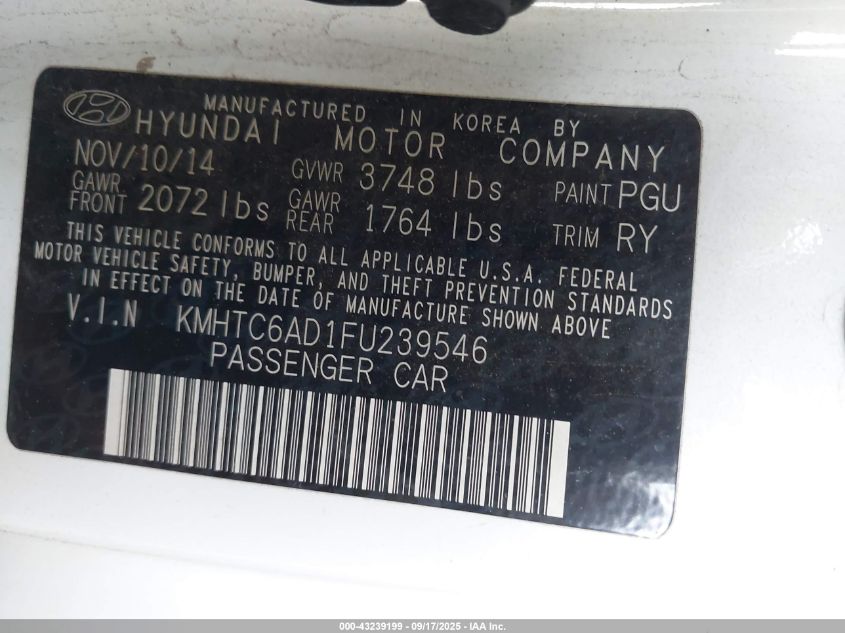 MANUFACTURED IN KOREA BY
HYUNDAI MOTOR COMPANY
NOV/10/14 GVWR 3748 lbs PAINT PGU
GAWR FRONT 2072 lbs GAWR REAR 1764 lbs TRIM RY
THIS VEHICLE CONFORMS TO ALL APPLICABLE U.S.A. FEDERAL
MOTOR VEHICLE SAFETY, BUMPER, AND THEFT PREVENTION STANDARDS
IN EFFECT ON THE DATE OF MANUFACTURE SHOWN ABOVE
V.I.N KMHTC6AD1FU239546
PASSENGER CAR
000-43239199 - 09/17/2025 - IAA Inc.